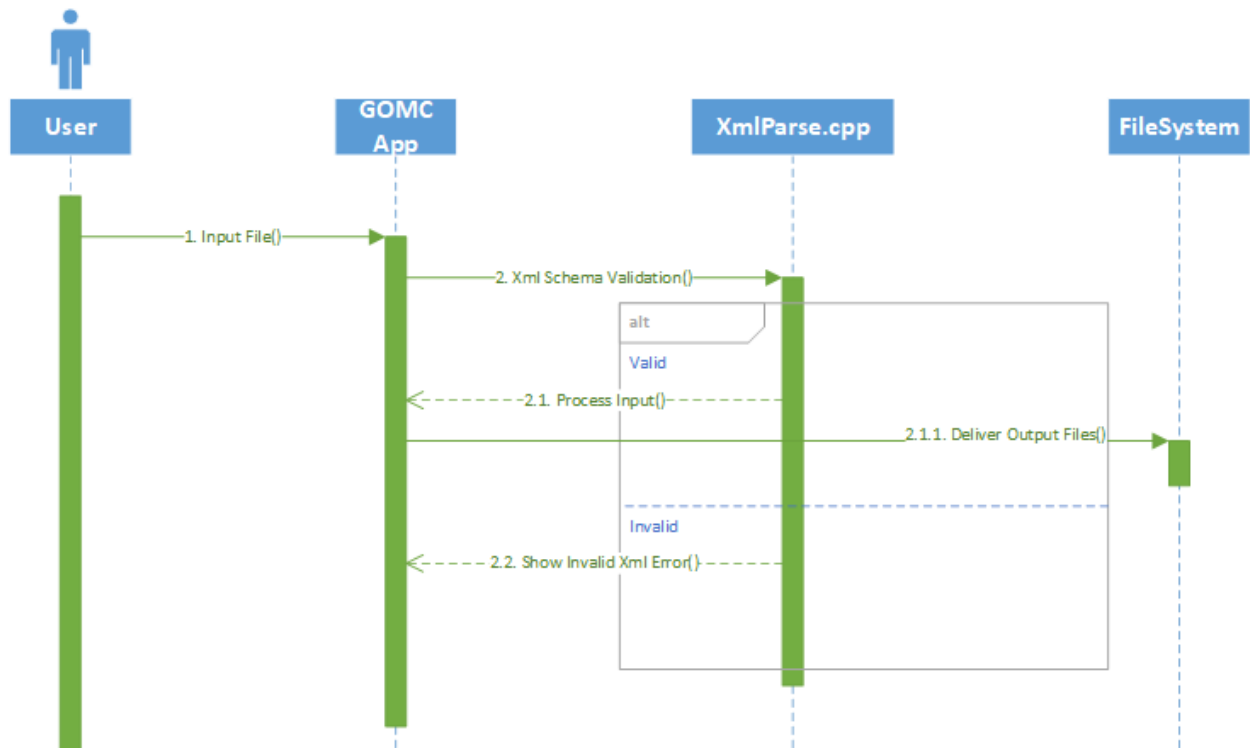 User
GOMC
App
XmlParse.cpp
FileSystem
1. Input File()
2. Xml Schema Validation()
alt
Valid
2.1. Process Input()
2.1.1. Deliver Output Files()
Invalid
2.2. Show Invalid Xml Error()